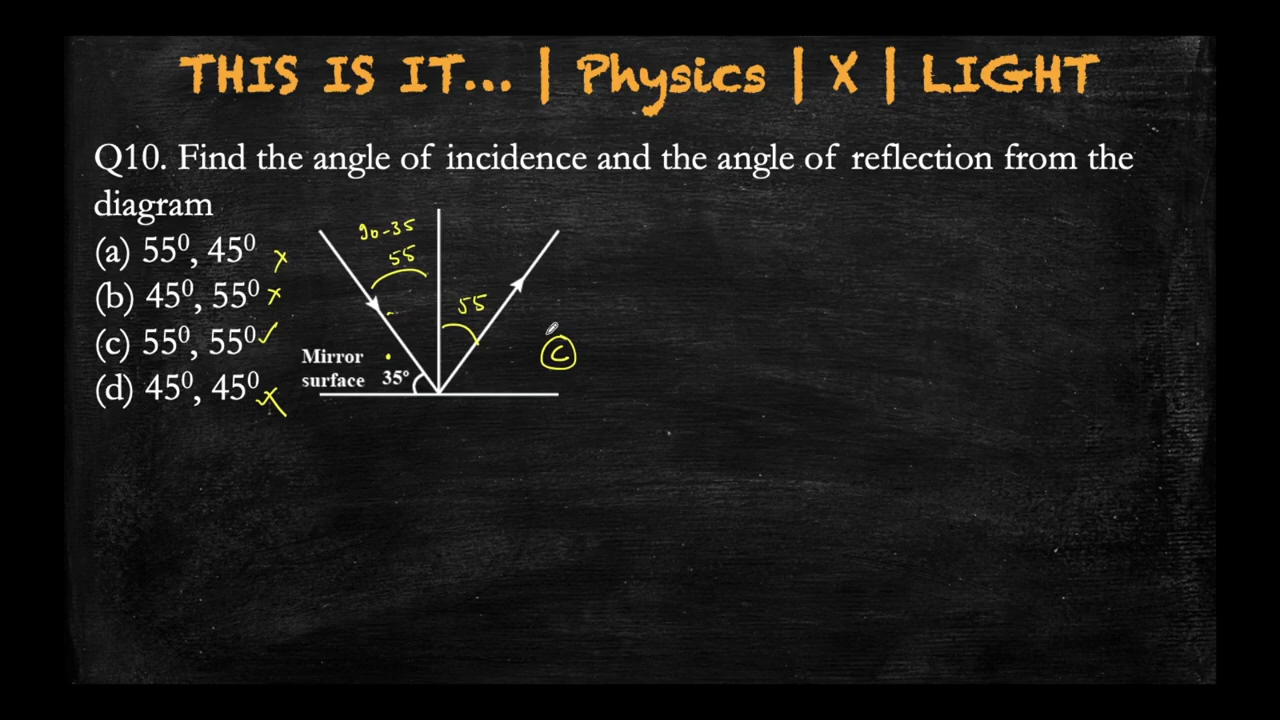 THIS IS IT... | Physics | X | LIGHT
Q10. Find the angle of incidence and the angle of reflection from the
diagram
(a) 55⁰, 45⁰ ×
(b) 45⁰, 55⁰ ×
(c) 55⁰, 55⁰ ✓
(d) 45⁰, 45⁰ ×
90-35
55
55
C
Mirror
surface 35°